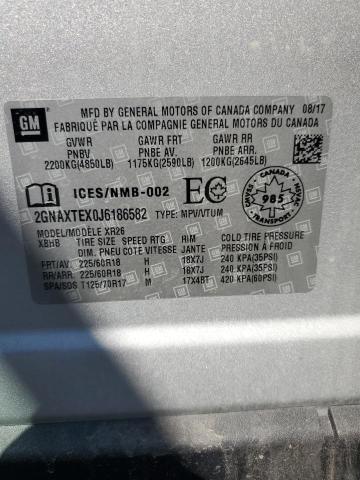 GM
MFD BY GENERAL MOTORS OF CANADA COMPANY 08/17
FABRIQUÉ PAR LA COMPAGNIE GENERAL MOTORS DU CANADA
GVWR GAWR FRT GAWR RR
PNBV PNBE AV. PNBE ARR.
2200KG(4850LB) 1175KG(2590LB) 1200KG(2645LB)
ICES/NMB-002 EC CANADA 985 CMVSS NSVAC TRANSPORT
2GNAXTEX0J6186582 TYPE: MPV/VTUM
MODEL/MODÈLE XR26
XBHB TIRE SIZE SPEED RTG RIM COLD TIRE PRESSURE
DIM. PNEU COTE VITESSE JANTE PRESSION À FROID
FRT/AV 225/60R18 H 18X7J 240 KPA(35PSI)
RR/ARR. 225/60R18 H 18X7J 240 KPA(35PSI)
SPA/SDS T125/70R17 M 17X4BT 420 KPA(60PSI)